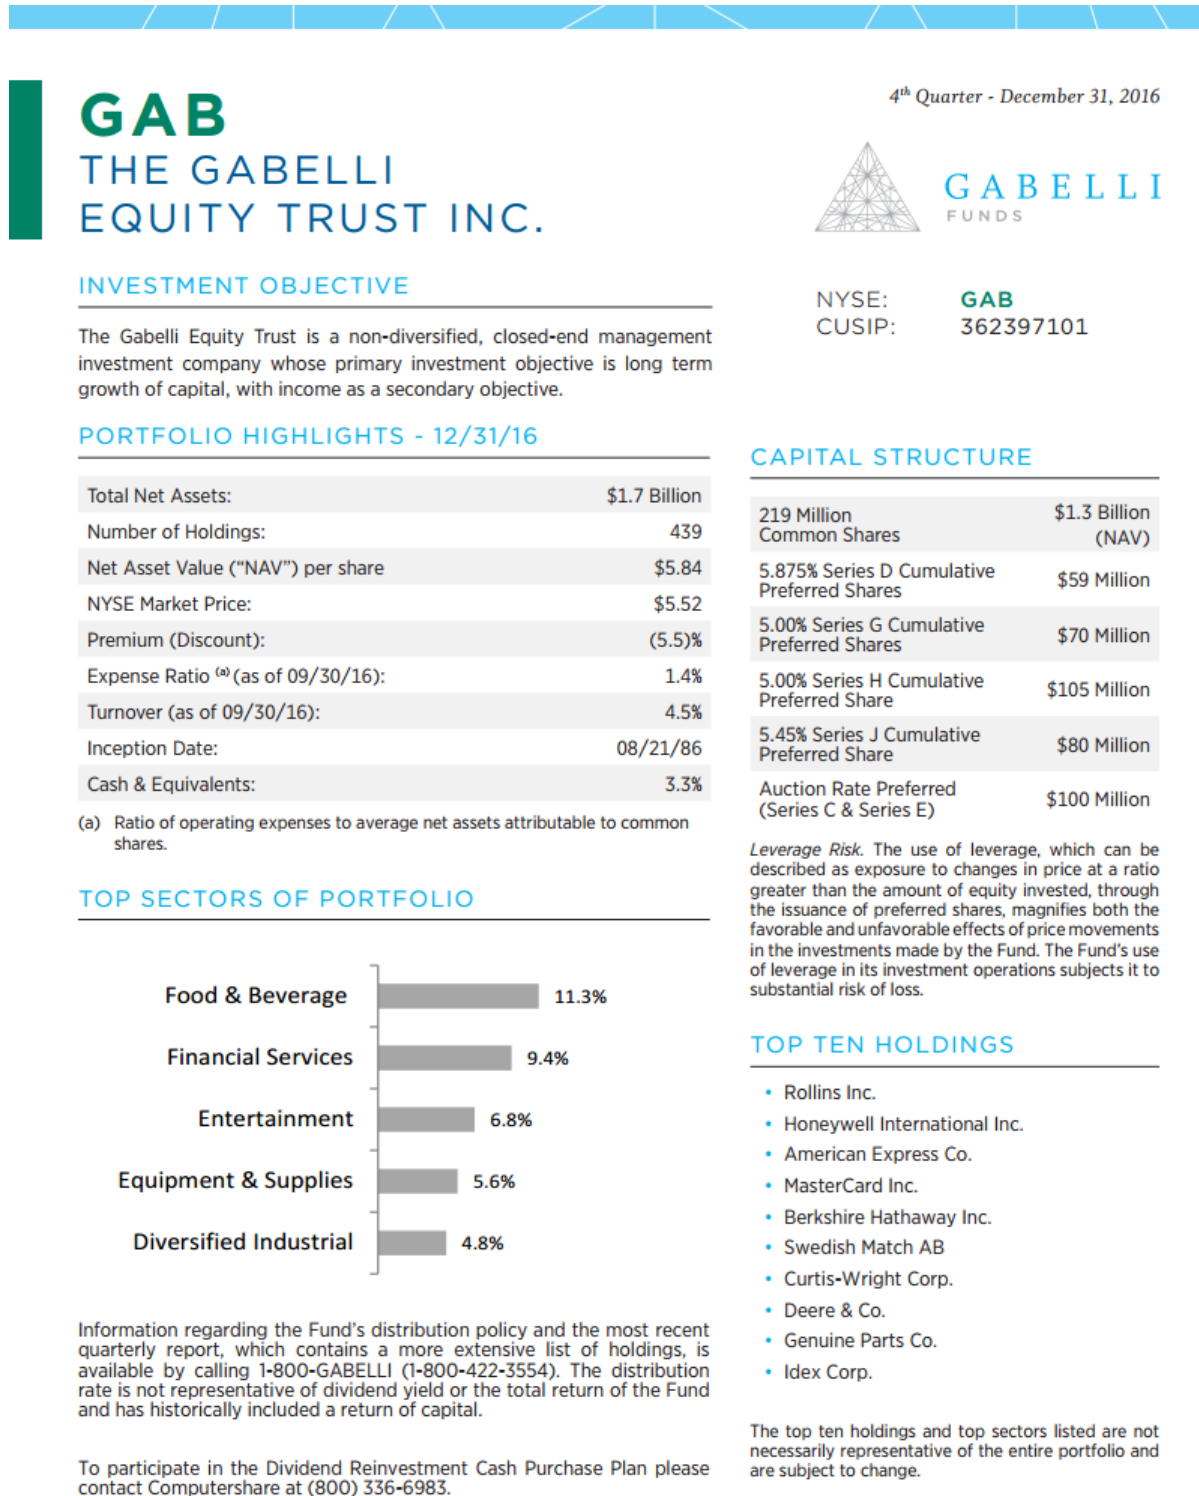 4th Quarter - December 31, 2016
GAB
THE GABELLI
EQUITY TRUST INC.
GABELLI
FUNDS
INVESTMENT OBJECTIVE
The Gabelli Equity Trust is a non-diversified, closed-end management
investment company whose primary investment objective is long term
growth of capital, with income as a secondary objective.
NYSE: GAB
CUSIP: 362397101
PORTFOLIO HIGHLIGHTS - 12/31/16
Total Net Assets: $1.7 Billion
Number of Holdings: 439
Net Asset Value (“NAV”) per share $5.84
NYSE Market Price: $5.52
Premium (Discount): (5.5)%
Expense Ratio (a) (as of 09/30/16): 1.4%
Turnover (as of 09/30/16): 4.5%
Inception Date: 08/21/86
Cash & Equivalents: 3.3%
(a) Ratio of operating expenses to average net assets attributable to common
shares.
TOP SECTORS OF PORTFOLIO
Food & Beverage 11.3%
Financial Services 9.4%
Entertainment 6.8%
Equipment & Supplies 5.6%
Diversified Industrial 4.8%
Information regarding the Fund’s distribution policy and the most recent
quarterly report, which contains a more extensive list of holdings, is
available by calling 1-800-GABELLI (1-800-422-3554). The distribution
rate is not representative of dividend yield or the total return of the Fund
and has historically included a return of capital.
To participate in the Dividend Reinvestment Cash Purchase Plan please
contact Computershare at (800) 336-6983.
CAPITAL STRUCTURE
219 Million $1.3 Billion
Common Shares (NAV)
5.875% Series D Cumulative
Preferred Shares $59 Million
5.00% Series G Cumulative
Preferred Shares $70 Million
5.00% Series H Cumulative
Preferred Share $105 Million
5.45% Series J Cumulative
Preferred Share $80 Million
Auction Rate Preferred
(Series C & Series E) $100 Million
Leverage Risk. The use of leverage, which can be
described as exposure to changes in price at a ratio
greater than the amount of equity invested, through
the issuance of preferred shares, magnifies both the
favorable and unfavorable effects of price movements
in the investments made by the Fund. The Fund’s use
of leverage in its investment operations subjects it to
substantial risk of loss.
TOP TEN HOLDINGS
• Rollins Inc.
• Honeywell International Inc.
• American Express Co.
• MasterCard Inc.
• Berkshire Hathaway Inc.
• Swedish Match AB
• Curtis-Wright Corp.
• Deere & Co.
• Genuine Parts Co.
• Idex Corp.
The top ten holdings and top sectors listed are not
necessarily representative of the entire portfolio and
are subject to change.